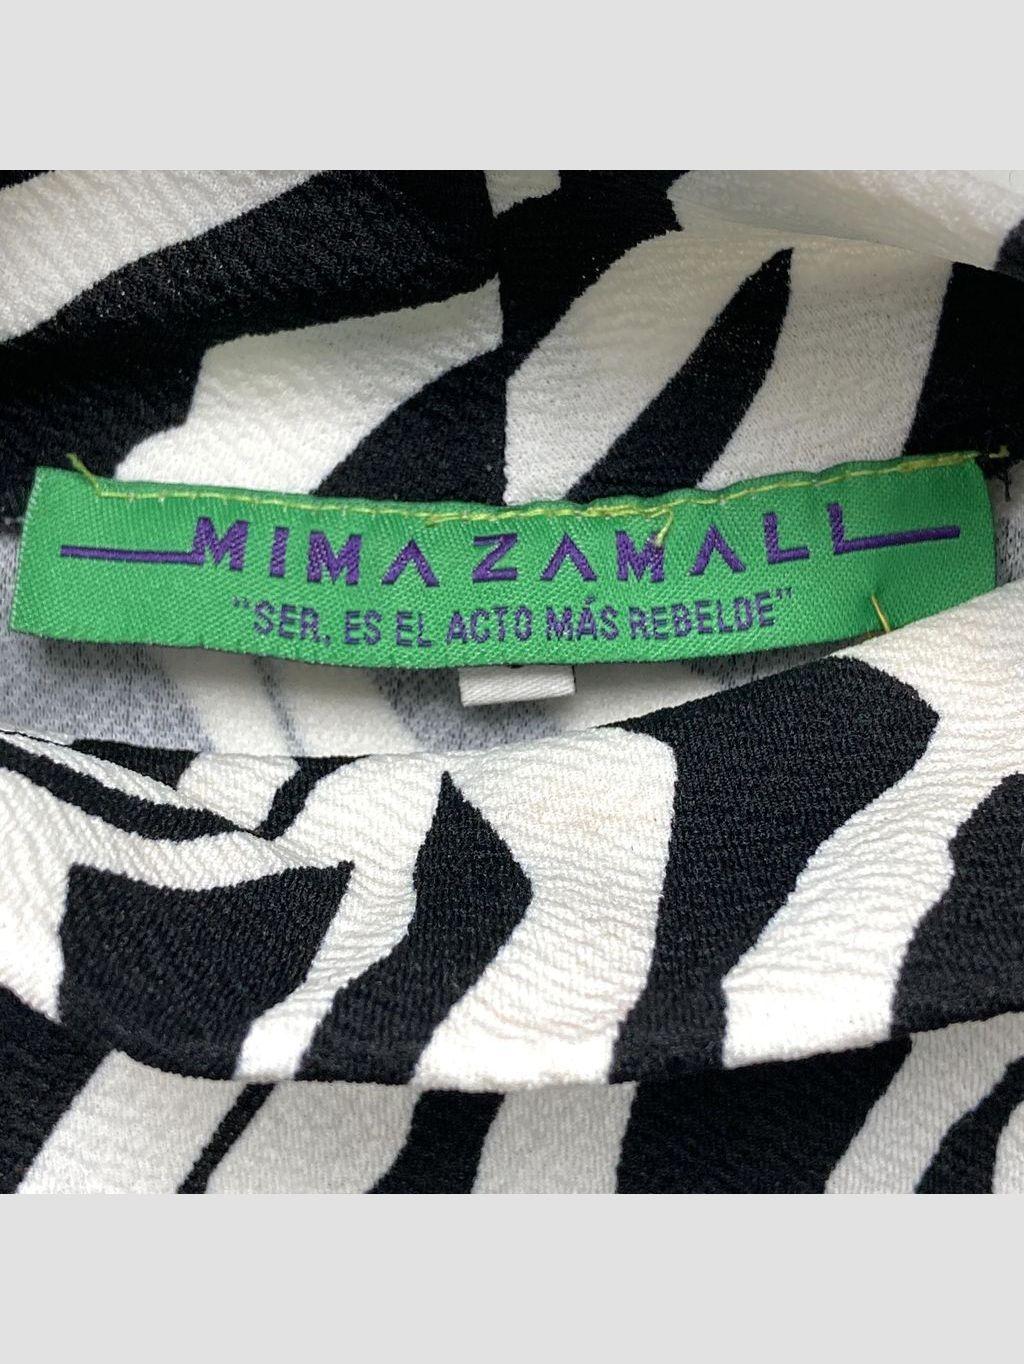 MIMAZAMALL
"SER, ES EL ACTO MÁS REBELDE"